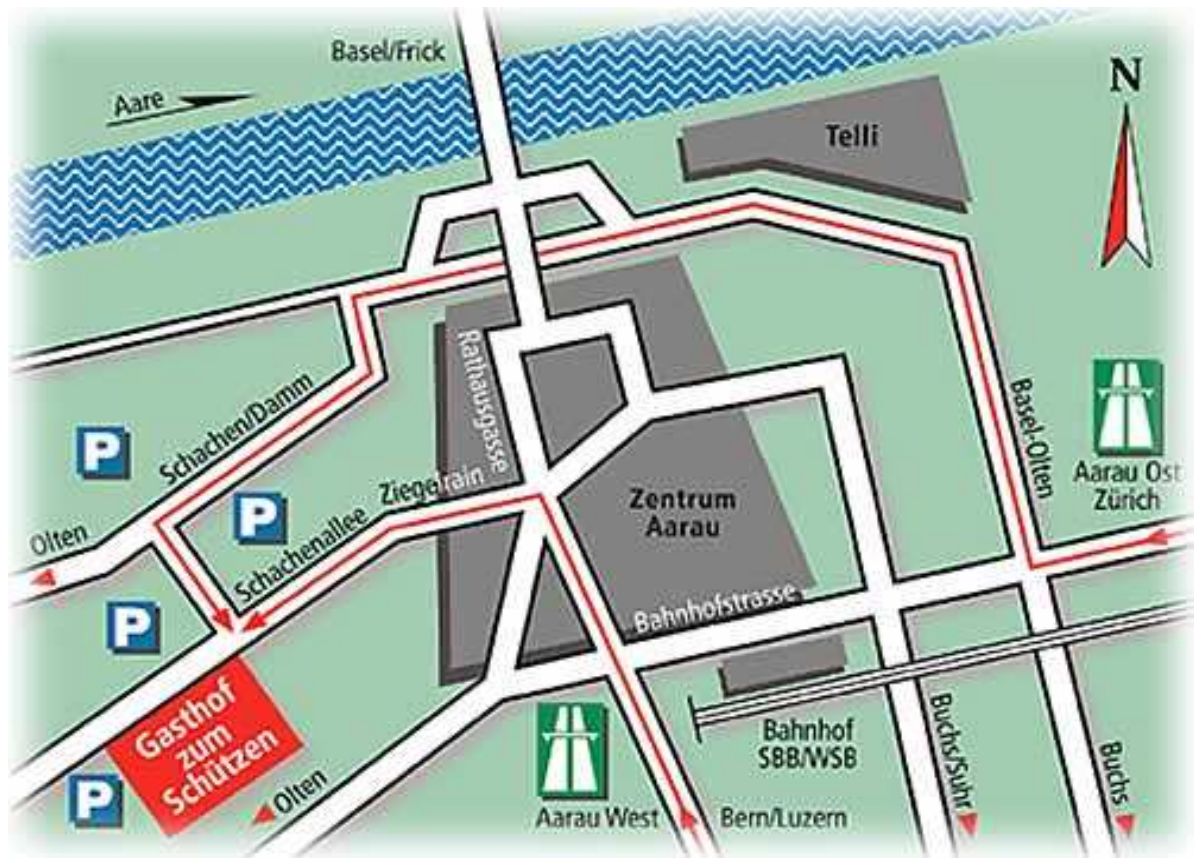 Basel/Frick
Aare
N
Telli
Rathausgasse
Schachen/Damm
Basel-Olten
P
Aarau Ost
Zürich
Ziegelrain
Zentrum
Aarau
P
Schachenallee
Olten
Bahnhofstrasse
P
Gasthof
zum
Schützen
Bahnhof
SBB/WSB
Buchs/Suhr
Buchs
P
Olten
Aarau West
Bern/Luzern